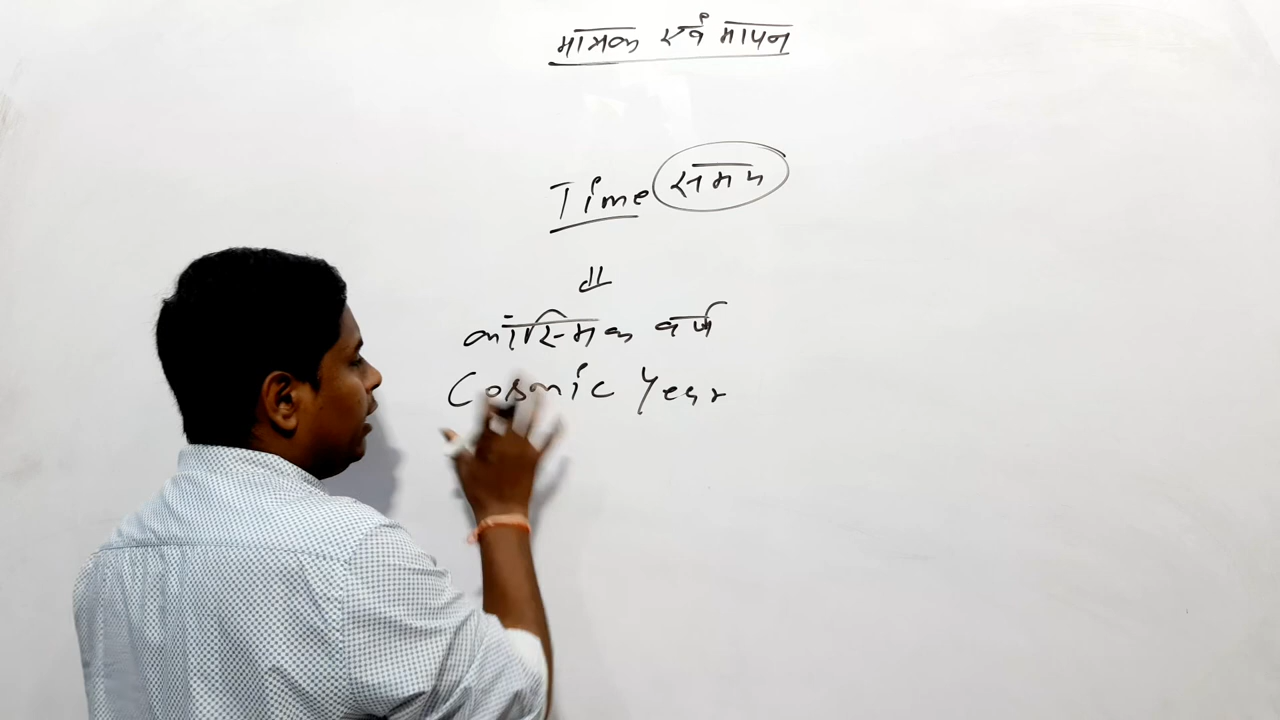 मात्रक एवं मापन
Time समय
कॉस्मिक वर्ष
Cosmic Year